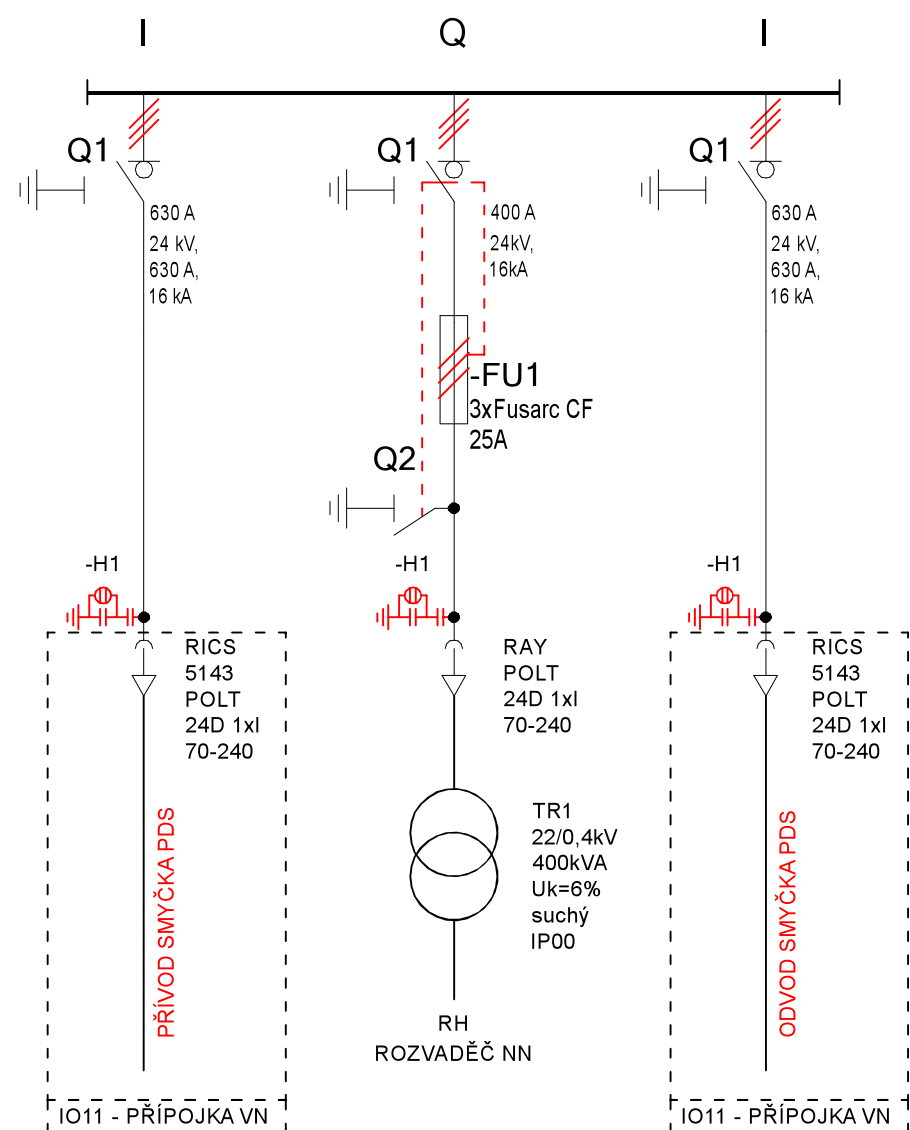 I
Q
I
Q1
630 A
24 kV,
630 A,
16 kA
Q1
400 A
24kV,
16kA
Q1
630 A
24 kV,
630 A,
16 kA
-FU1
3xFusarc CF
25A
Q2
-H1
-H1
-H1
RICS
5143
POLT
24D 1xI
70-240
RAY
POLT
24D 1xI
70-240
RICS
5143
POLT
24D 1xI
70-240
PŘÍVOD SMYČKA PDS
TR1
22/0,4kV
400kVA
Uk=6%
suchý
IP00
ODVOD SMYČKA PDS
RH
ROZVADĚČ NN
IO11 - PŘÍPOJKA VN
IO11 - PŘÍPOJKA VN